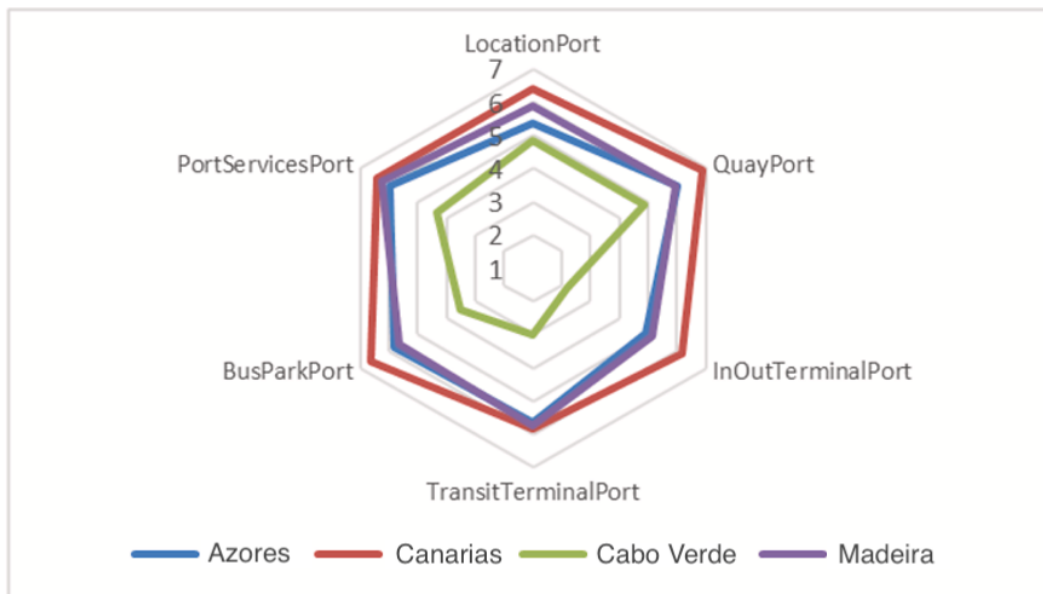 LocationPort
7
6
5
4
3
2
1
PortServicesPort
QuayPort
BusParkPort
InOutTerminalPort
TransitTerminalPort
Azores Canarias Cabo Verde Madeira